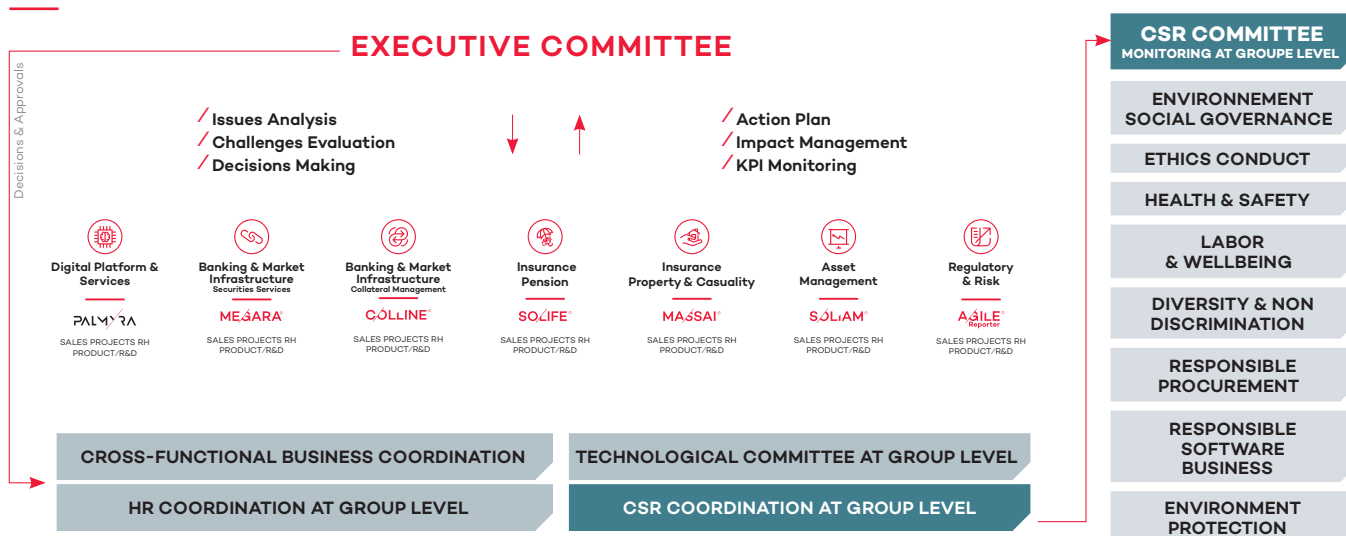 EXECUTIVE COMMITTEE
Decisions & Approvals
/ Issues Analysis
/ Challenges Evaluation
/ Decisions Making
/ Action Plan
/ Impact Management
/ KPI Monitoring
Digital Platform &
Services
PALMYRA
SALES PROJECTS RH
PRODUCT/R&D
Banking & Market
Infrastructure
Securities Services
MEGARA®
SALES PROJECTS RH
PRODUCT/R&D
Banking & Market
Infrastructure
Collateral Management
COLLINE®
SALES PROJECTS RH
PRODUCT/R&D
Insurance
Pension
SOLIFE®
SALES PROJECTS RH
PRODUCT/R&D
Insurance
Property & Casuality
MASSAI®
SALES PROJECTS RH
PRODUCT/R&D
Asset
Management
SOLIAM®
SALES PROJECTS RH
PRODUCT/R&D
Regulatory
& Risk
AGILE®
Reporter
SALES PROJECTS RH
PRODUCT/R&D
CROSS-FUNCTIONAL BUSINESS COORDINATION
TECHNOLOGICAL COMMITTEE AT GROUP LEVEL
HR COORDINATION AT GROUP LEVEL
CSR COORDINATION AT GROUP LEVEL
CSR COMMITTEE
MONITORING AT GROUPE LEVEL
ENVIRONNEMENT
SOCIAL GOVERNANCE
ETHICS CONDUCT
HEALTH & SAFETY
LABOR
& WELLBEING
DIVERSITY & NON
DISCRIMINATION
RESPONSIBLE
PROCUREMENT
RESPONSIBLE
SOFTWARE
BUSINESS
ENVIRONMENT
PROTECTION